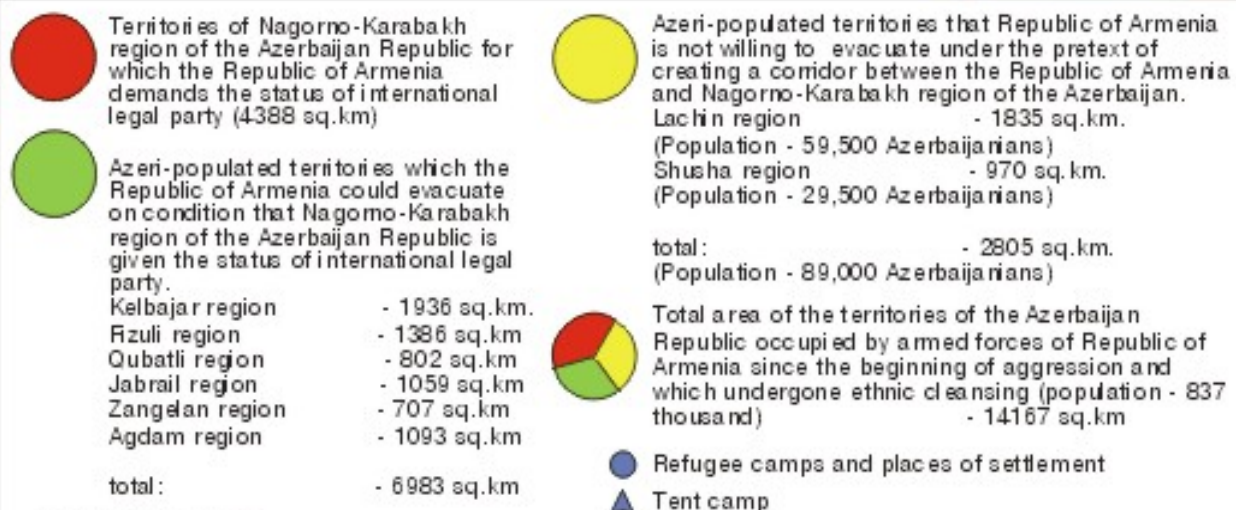 Territories of Nagorno-Karabakh
region of the Azerbaijan Republic for
which the Republic of Armenia
demands the status of international
legal party (4388 sq.km)
Azeri-populated territories which the
Republic of Armenia could evacuate
on condition that Nagorno-Karabakh
region of the Azerbaijan Republic is
given the status of international legal
party.
Kelbajar region - 1936 sq.km.
Fizuli region - 1386 sq.km
Qubatli region - 802 sq.km
Jabrail region - 1059 sq.km
Zangelan region - 707 sq.km
Agdam region - 1093 sq.km
total: - 6983 sq.km
Azeri-populated territories that Republic of Armenia
is not willing to evacuate under the pretext of
creating a corridor between the Republic of Armenia
and Nagorno-Karabakh region of the Azerbaijan.
Lachin region - 1835 sq.km.
(Population - 59,500 Azerbaijanians)
Shusha region - 970 sq.km.
(Population - 29,500 Azerbaijanians)
total: - 2805 sq.km.
(Population - 89,000 Azerbaijanians)
Total area of the territories of the Azerbaijan
Republic occupied by armed forces of Republic of
Armenia since the beginning of aggression and
which undergone ethnic cleansing (population - 837
thousand) - 14167 sq.km
Refugee camps and places of settlement
Tent camp